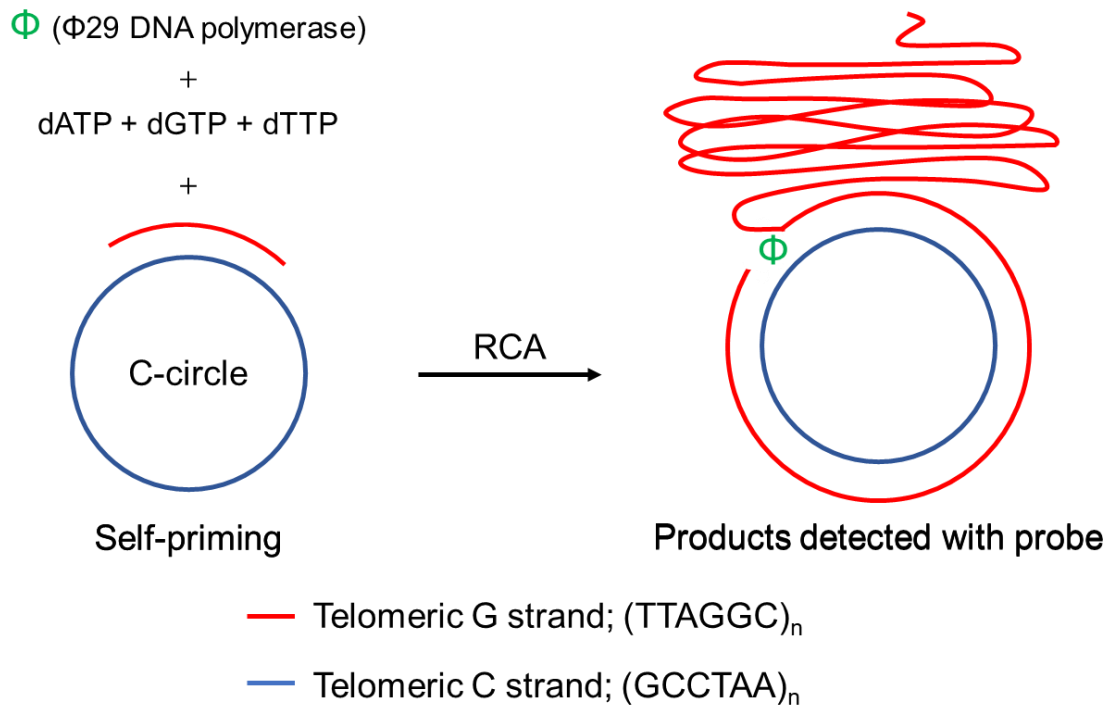 Φ (Φ29 DNA polymerase)
+
dATP + dGTP + dTTP
+
C-circle
Self-priming
RCA
Φ
Products detected with probe
Telomeric G strand; (TTAGGC)n
Telomeric C strand; (GCCTAA)n